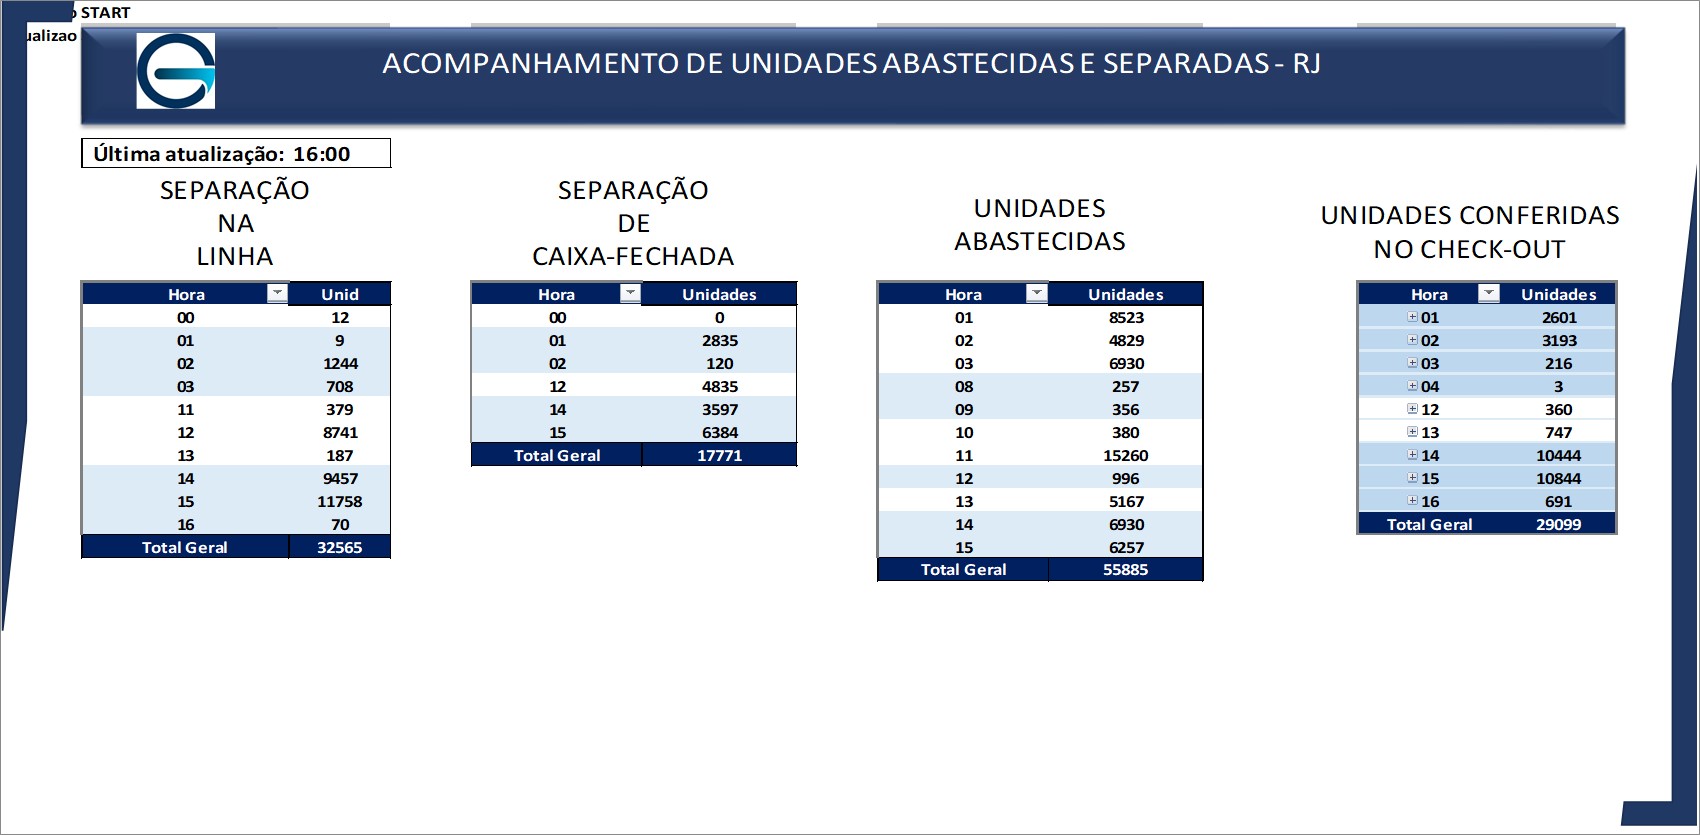 START
ACOMPANHAMENTO DE UNIDADES ABASTECIDAS E SEPARADAS - RJ
Última atualização: 16:00
SEPARAÇÃO
NA
LINHA
Hora Unid
00 12
01 9
02 1244
03 708
11 379
12 8741
13 187
14 9457
15 11758
16 70
Total Geral 32565
SEPARAÇÃO
DE
CAIXA-FECHADA
Hora Unidades
00 0
01 2835
02 120
12 4835
14 3597
15 6384
Total Geral 17771
UNIDADES
ABASTECIDAS
Hora Unidades
01 8523
02 4829
03 6930
08 257
09 356
10 380
11 15260
12 996
13 5167
14 6930
15 6257
Total Geral 55885
UNIDADES CONFERIDAS
NO CHECK-OUT
Hora Unidades
01 2601
02 3193
03 216
04 3
12 360
13 747
14 10444
15 10844
16 691
Total Geral 29099